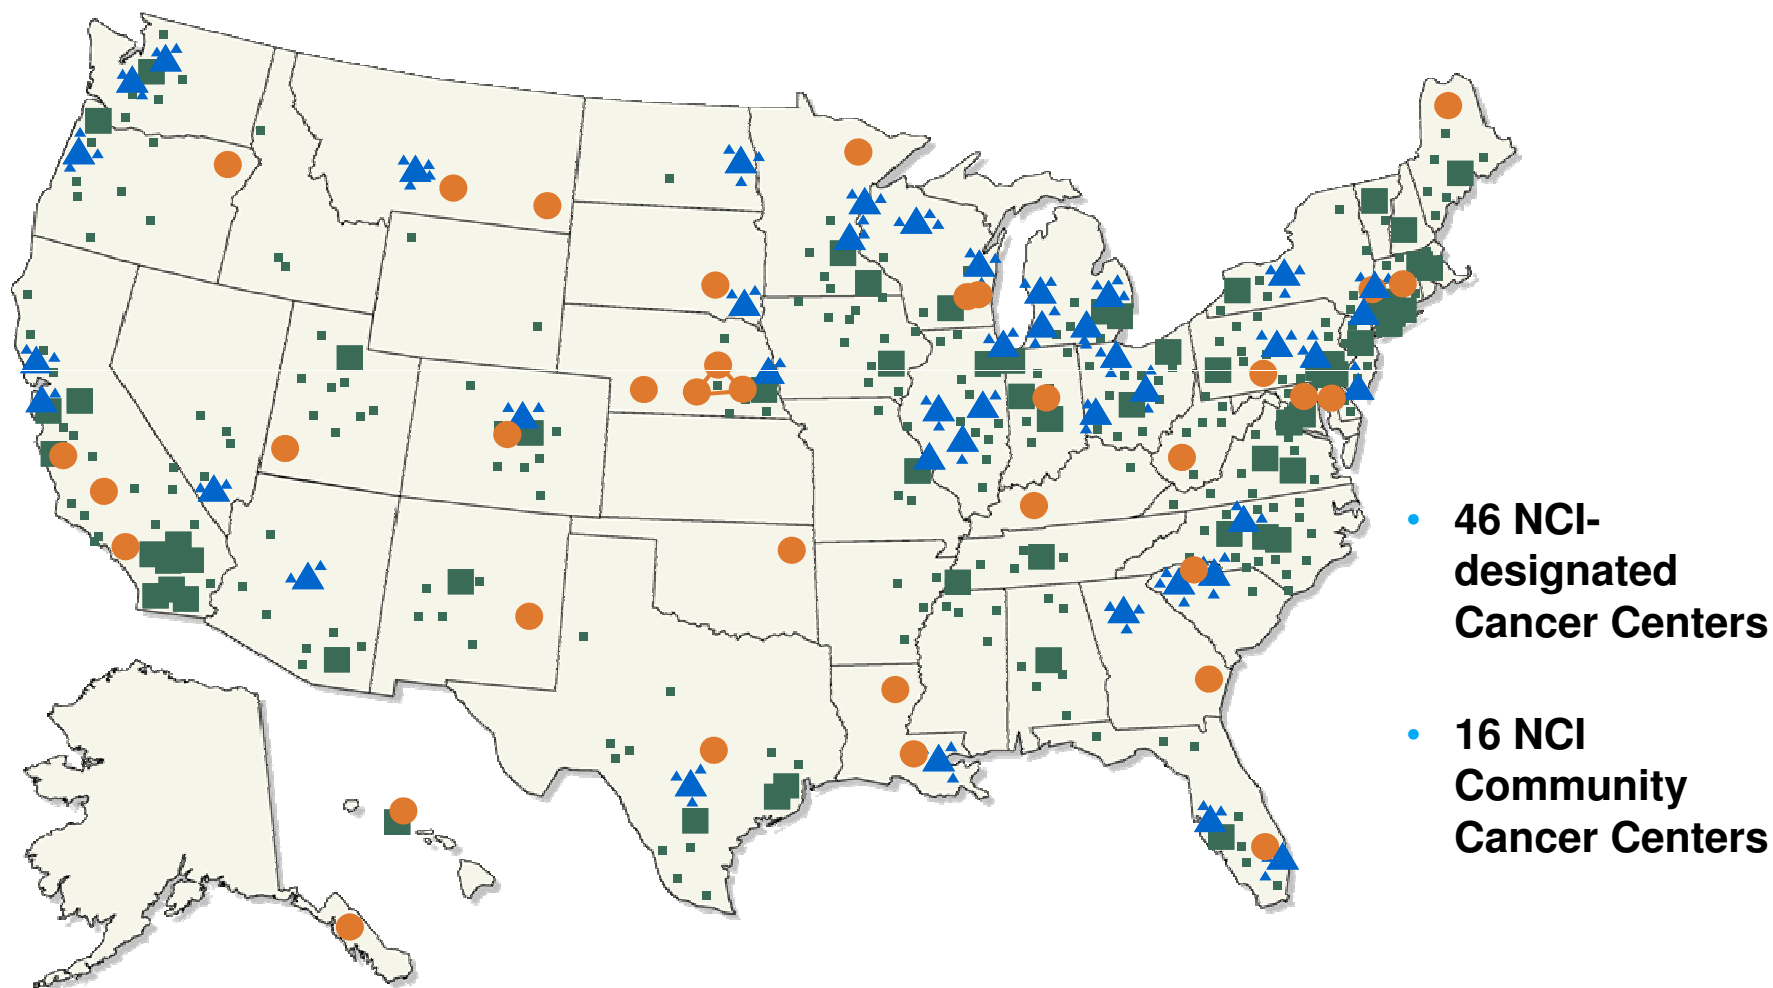 • 46 NCI-
designated
Cancer Centers
• 16 NCI
Community
Cancer Centers